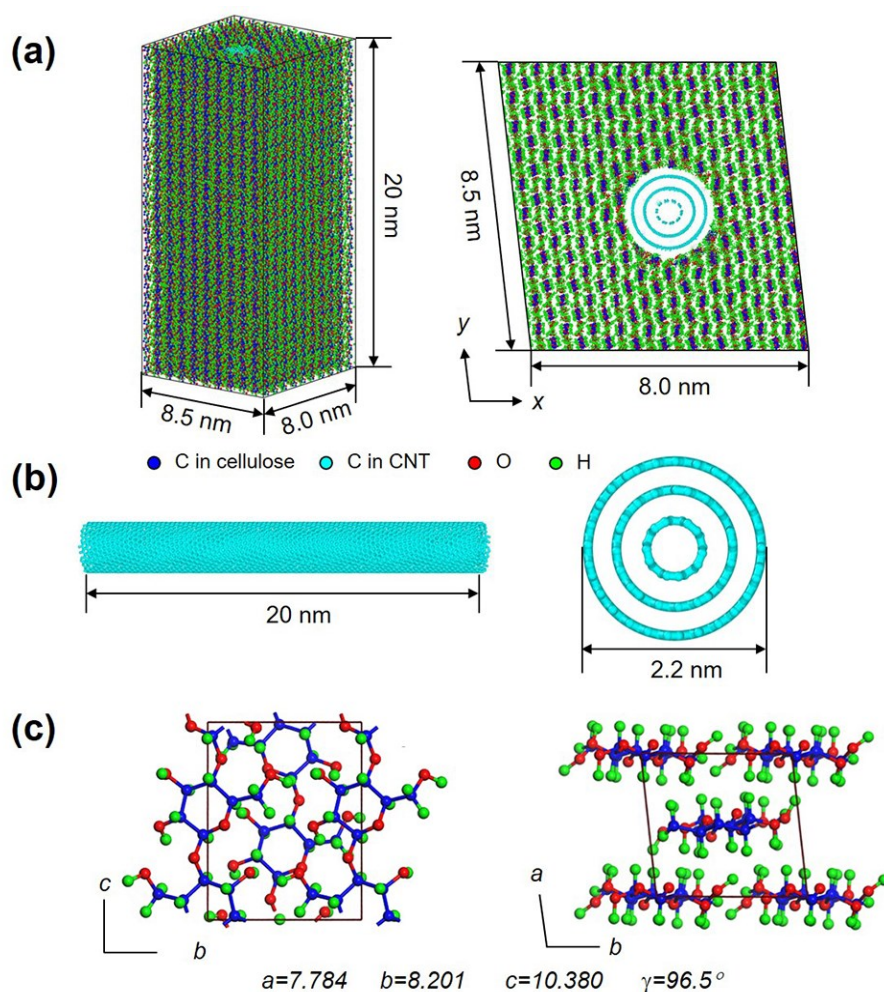 (a)
20 nm
8.5 nm
8.0 nm
8.5 nm
y
x
8.0 nm
C in cellulose
C in CNT
O
H
(b)
20 nm
2.2 nm
(c)
c
b
a
b
a=7.784 b=8.201 c=10.380 γ=96.5°